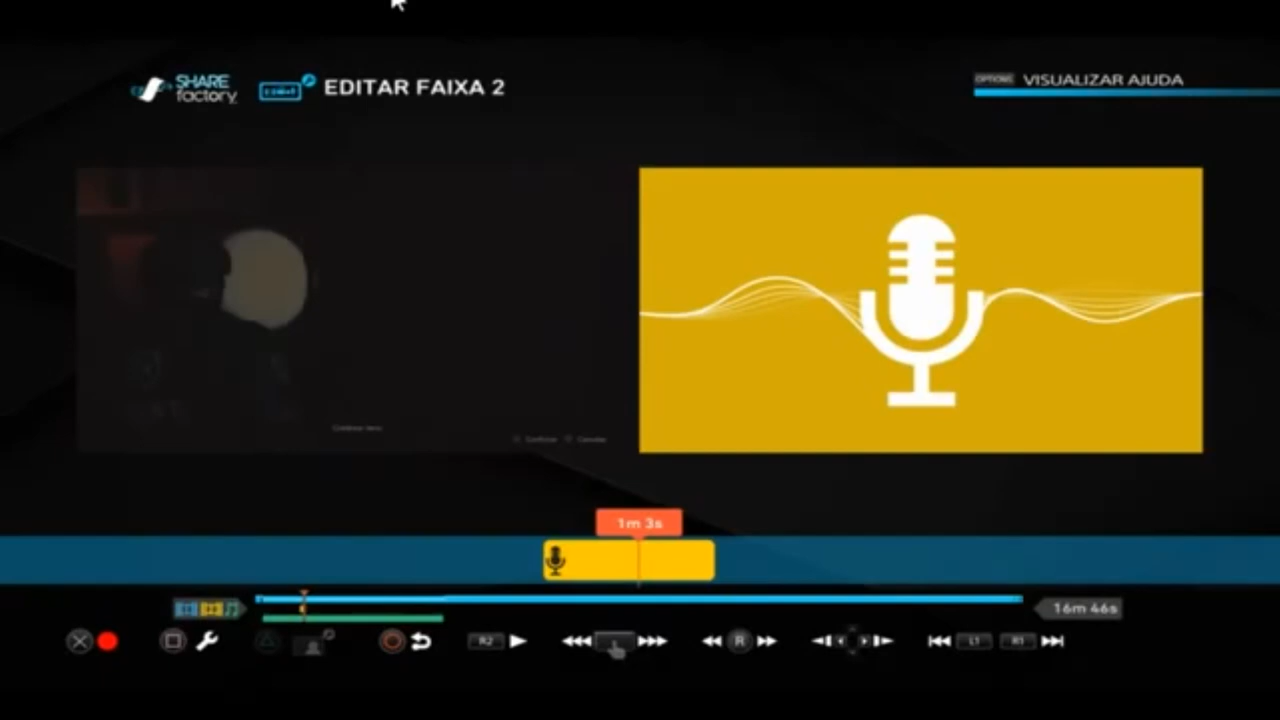 SHARE
factory
EDITAR FAIXA 2
OPTIONS VISUALIZAR AJUDA
1m 3s
16m 46s
R2
R
L1
R1